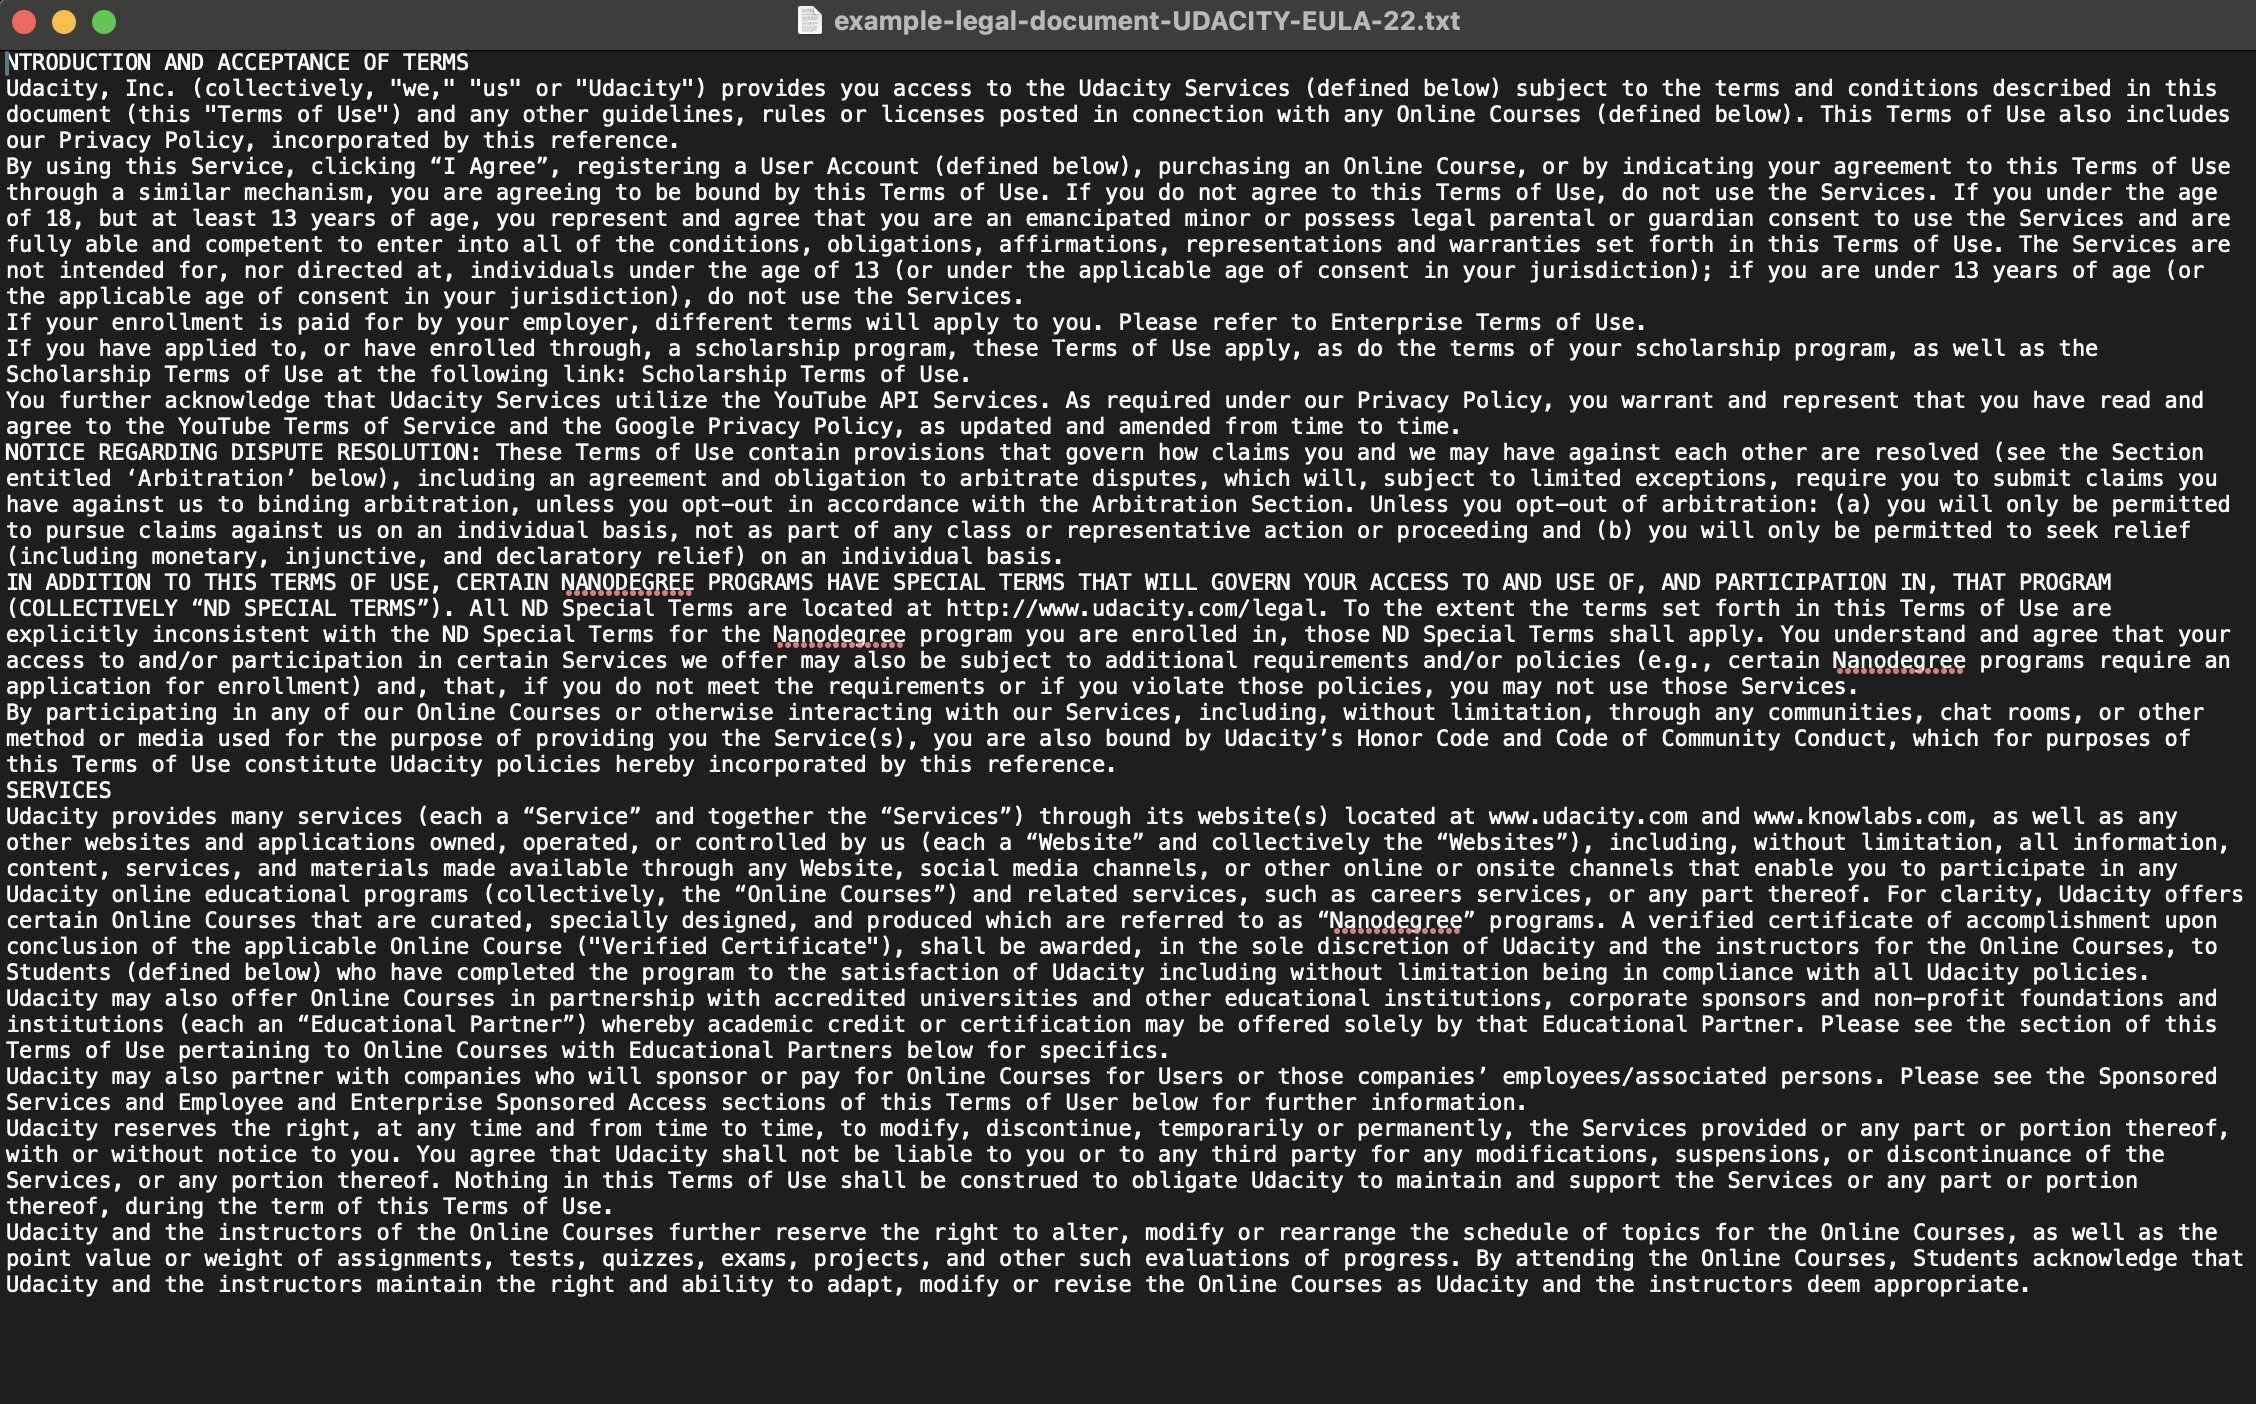 example-legal-document-UDACITY-EULA-22.txt
NTRODUCTION AND ACCEPTANCE OF TERMS
Udacity, Inc. (collectively, "we," "us" or "Udacity") provides you access to the Udacity Services (defined below) subject to the terms and conditions described in this
document (this "Terms of Use") and any other guidelines, rules or licenses posted in connection with any Online Courses (defined below). This Terms of Use also includes
our Privacy Policy, incorporated by this reference.
By using this Service, clicking “I Agree”, registering a User Account (defined below), purchasing an Online Course, or by indicating your agreement to this Terms of Use
through a similar mechanism, you are agreeing to be bound by this Terms of Use. If you do not agree to this Terms of Use, do not use the Services. If you under the age
of 18, but at least 13 years of age, you represent and agree that you are an emancipated minor or possess legal parental or guardian consent to use the Services and are
fully able and competent to enter into all of the conditions, obligations, affirmations, representations and warranties set forth in this Terms of Use. The Services are
not intended for, nor directed at, individuals under the age of 13 (or under the applicable age of consent in your jurisdiction); if you are under 13 years of age (or
the applicable age of consent in your jurisdiction), do not use the Services.
If your enrollment is paid for by your employer, different terms will apply to you. Please refer to Enterprise Terms of Use.
If you have applied to, or have enrolled through, a scholarship program, these Terms of Use apply, as do the terms of your scholarship program, as well as the
Scholarship Terms of Use at the following link: Scholarship Terms of Use.
You further acknowledge that Udacity Services utilize the YouTube API Services. As required under our Privacy Policy, you warrant and represent that you have read and
agree to the YouTube Terms of Service and the Google Privacy Policy, as updated and amended from time to time.
NOTICE REGARDING DISPUTE RESOLUTION: These Terms of Use contain provisions that govern how claims you and we may have against each other are resolved (see the Section
entitled ‘Arbitration’ below), including an agreement and obligation to arbitrate disputes, which will, subject to limited exceptions, require you to submit claims you
have against us to binding arbitration, unless you opt-out in accordance with the Arbitration Section. Unless you opt-out of arbitration: (a) you will only be permitted
to pursue claims against us on an individual basis, not as part of any class or representative action or proceeding and (b) you will only be permitted to seek relief
(including monetary, injunctive, and declaratory relief) on an individual basis.
IN ADDITION TO THIS TERMS OF USE, CERTAIN NANODEGREE PROGRAMS HAVE SPECIAL TERMS THAT WILL GOVERN YOUR ACCESS TO AND USE OF, AND PARTICIPATION IN, THAT PROGRAM
(COLLECTIVELY “ND SPECIAL TERMS”). All ND Special Terms are located at http://www.udacity.com/legal. To the extent the terms set forth in this Terms of Use are
explicitly inconsistent with the ND Special Terms for the Nanodegree program you are enrolled in, those ND Special Terms shall apply. You understand and agree that your
access to and/or participation in certain Services we offer may also be subject to additional requirements and/or policies (e.g., certain Nanodegree programs require an
application for enrollment) and, that, if you do not meet the requirements or if you violate those policies, you may not use those Services.
By participating in any of our Online Courses or otherwise interacting with our Services, including, without limitation, through any communities, chat rooms, or other
method or media used for the purpose of providing you the Service(s), you are also bound by Udacity’s Honor Code and Code of Community Conduct, which for purposes of
this Terms of Use constitute Udacity policies hereby incorporated by this reference.
SERVICES
Udacity provides many services (each a “Service” and together the “Services”) through its website(s) located at www.udacity.com and www.knowlabs.com, as well as any
other websites and applications owned, operated, or controlled by us (each a “Website” and collectively the “Websites”), including, without limitation, all information,
content, services, and materials made available through any Website, social media channels, or other online or onsite channels that enable you to participate in any
Udacity online educational programs (collectively, the “Online Courses”) and related services, such as careers services, or any part thereof. For clarity, Udacity offers
certain Online Courses that are curated, specially designed, and produced which are referred to as “Nanodegree” programs. A verified certificate of accomplishment upon
conclusion of the applicable Online Course ("Verified Certificate"), shall be awarded, in the sole discretion of Udacity and the instructors for the Online Courses, to
Students (defined below) who have completed the program to the satisfaction of Udacity including without limitation being in compliance with all Udacity policies.
Udacity may also offer Online Courses in partnership with accredited universities and other educational institutions, corporate sponsors and non-profit foundations and
institutions (each an “Educational Partner”) whereby academic credit or certification may be offered solely by that Educational Partner. Please see the section of this
Terms of Use pertaining to Online Courses with Educational Partners below for specifics.
Udacity may also partner with companies who will sponsor or pay for Online Courses for Users or those companies’ employees/associated persons. Please see the Sponsored
Services and Employee and Enterprise Sponsored Access sections of this Terms of User below for further information.
Udacity reserves the right, at any time and from time to time, to modify, discontinue, temporarily or permanently, the Services provided or any part or portion thereof,
with or without notice to you. You agree that Udacity shall not be liable to you or to any third party for any modifications, suspensions, or discontinuance of the
Services, or any portion thereof. Nothing in this Terms of Use shall be construed to obligate Udacity to maintain and support the Services or any part or portion
thereof, during the term of this Terms of Use.
Udacity and the instructors of the Online Courses further reserve the right to alter, modify or rearrange the schedule of topics for the Online Courses, as well as the
point value or weight of assignments, tests, quizzes, exams, projects, and other such evaluations of progress. By attending the Online Courses, Students acknowledge that
Udacity and the instructors maintain the right and ability to adapt, modify or revise the Online Courses as Udacity and the instructors deem appropriate.